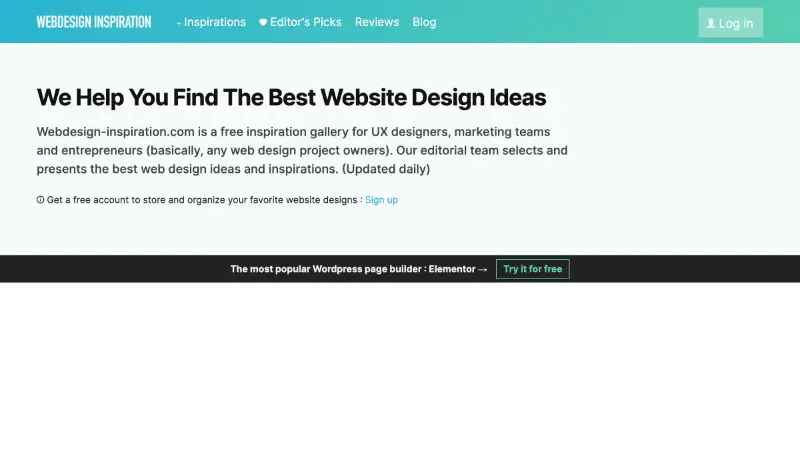 WEBDESIGN INSPIRATION
Inspirations
Editor's Picks
Reviews
Blog
Log in
We Help You Find The Best Website Design Ideas
Webdesign-inspiration.com is a free inspiration gallery for UX designers, marketing teams
and entrepreneurs (basically, any web design project owners). Our editorial team selects and
presents the best web design ideas and inspirations. (Updated daily)
Get a free account to store and organize your favorite website designs : Sign up
The most popular Wordpress page builder : Elementor → Try it for free